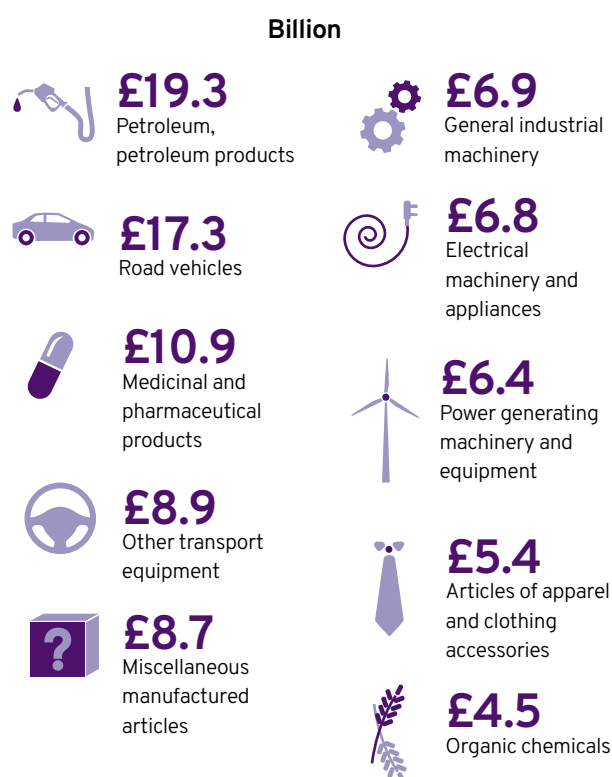 Billion
£19.3
Petroleum,
petroleum products
£17.3
Road vehicles
£10.9
Medicinal and
pharmaceutical
products
£8.9
Other transport
equipment
?
£8.7
Miscellaneous
manufactured
articles
£6.9
General industrial
machinery
£6.8
Electrical
machinery and
appliances
£6.4
Power generating
machinery and
equipment
£5.4
Articles of apparel
and clothing
accessories
£4.5
Organic chemicals